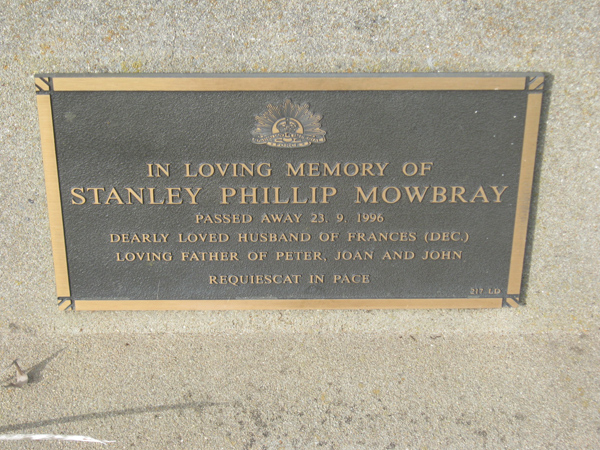 IN LOVING MEMORY OF
STANLEY PHILLIP MOWBRAY
PASSED AWAY 23. 9. 1996
DEARLY LOVED HUSBAND OF FRANCES (DEC.)
LOVING FATHER OF PETER, JOAN AND JOHN
REQUIESCAT IN PACE